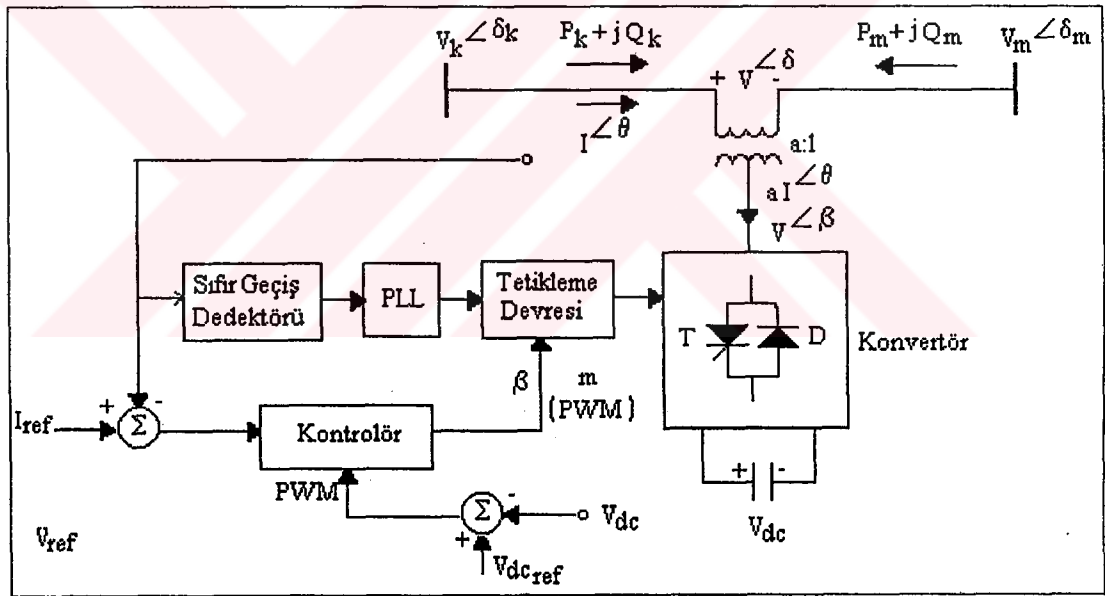 V_k ∠δ_k
P_k + jQ_k
P_m + jQ_m
V_m ∠δ_m
+ V∠δ -
I∠θ
a:1
aI∠θ
V∠β
Sıfır Geçiş
Dedektörü
PLL
Tetikleme
Devresi
T
D
Konvertör
β
m
(PWM)
+ -
I_ref
Σ
Kontrolör
PWM
+ -
V_dc
Σ
-
+
V_dc
V_ref
V_dc_ref